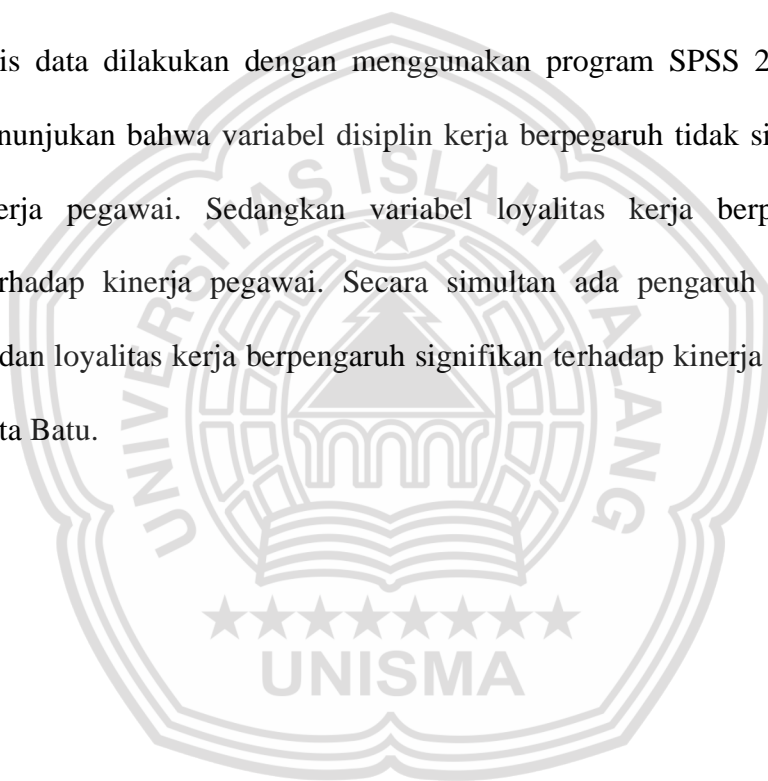 is data dilakukan dengan menggunakan program SPSS 2
nunjukan bahwa variabel disiplin kerja berpegaruh tidak si
erja pegawai. Sedangkan variabel loyalitas kerja berp
rhadap kinerja pegawai. Secara simultan ada pengaruh
dan loyalitas kerja berpengaruh signifikan terhadap kinerja
ta Batu.
UNIVERSITAS ISLAM MALANG
UNISMA